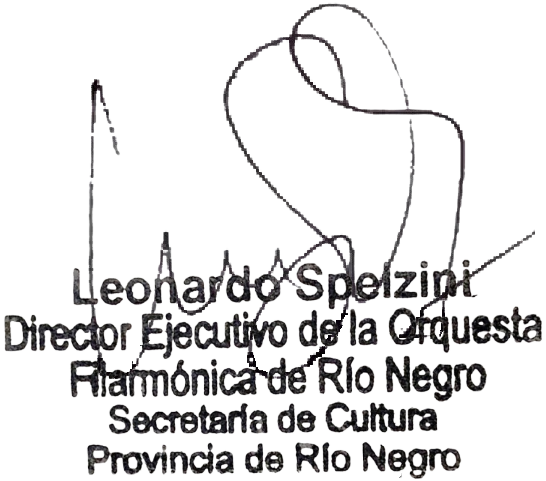 Leonardo Spelzini
Director Ejecutivo de la Orquesta
Filarmónica de Río Negro
Secretaría de Cultura
Provincia de Río Negro